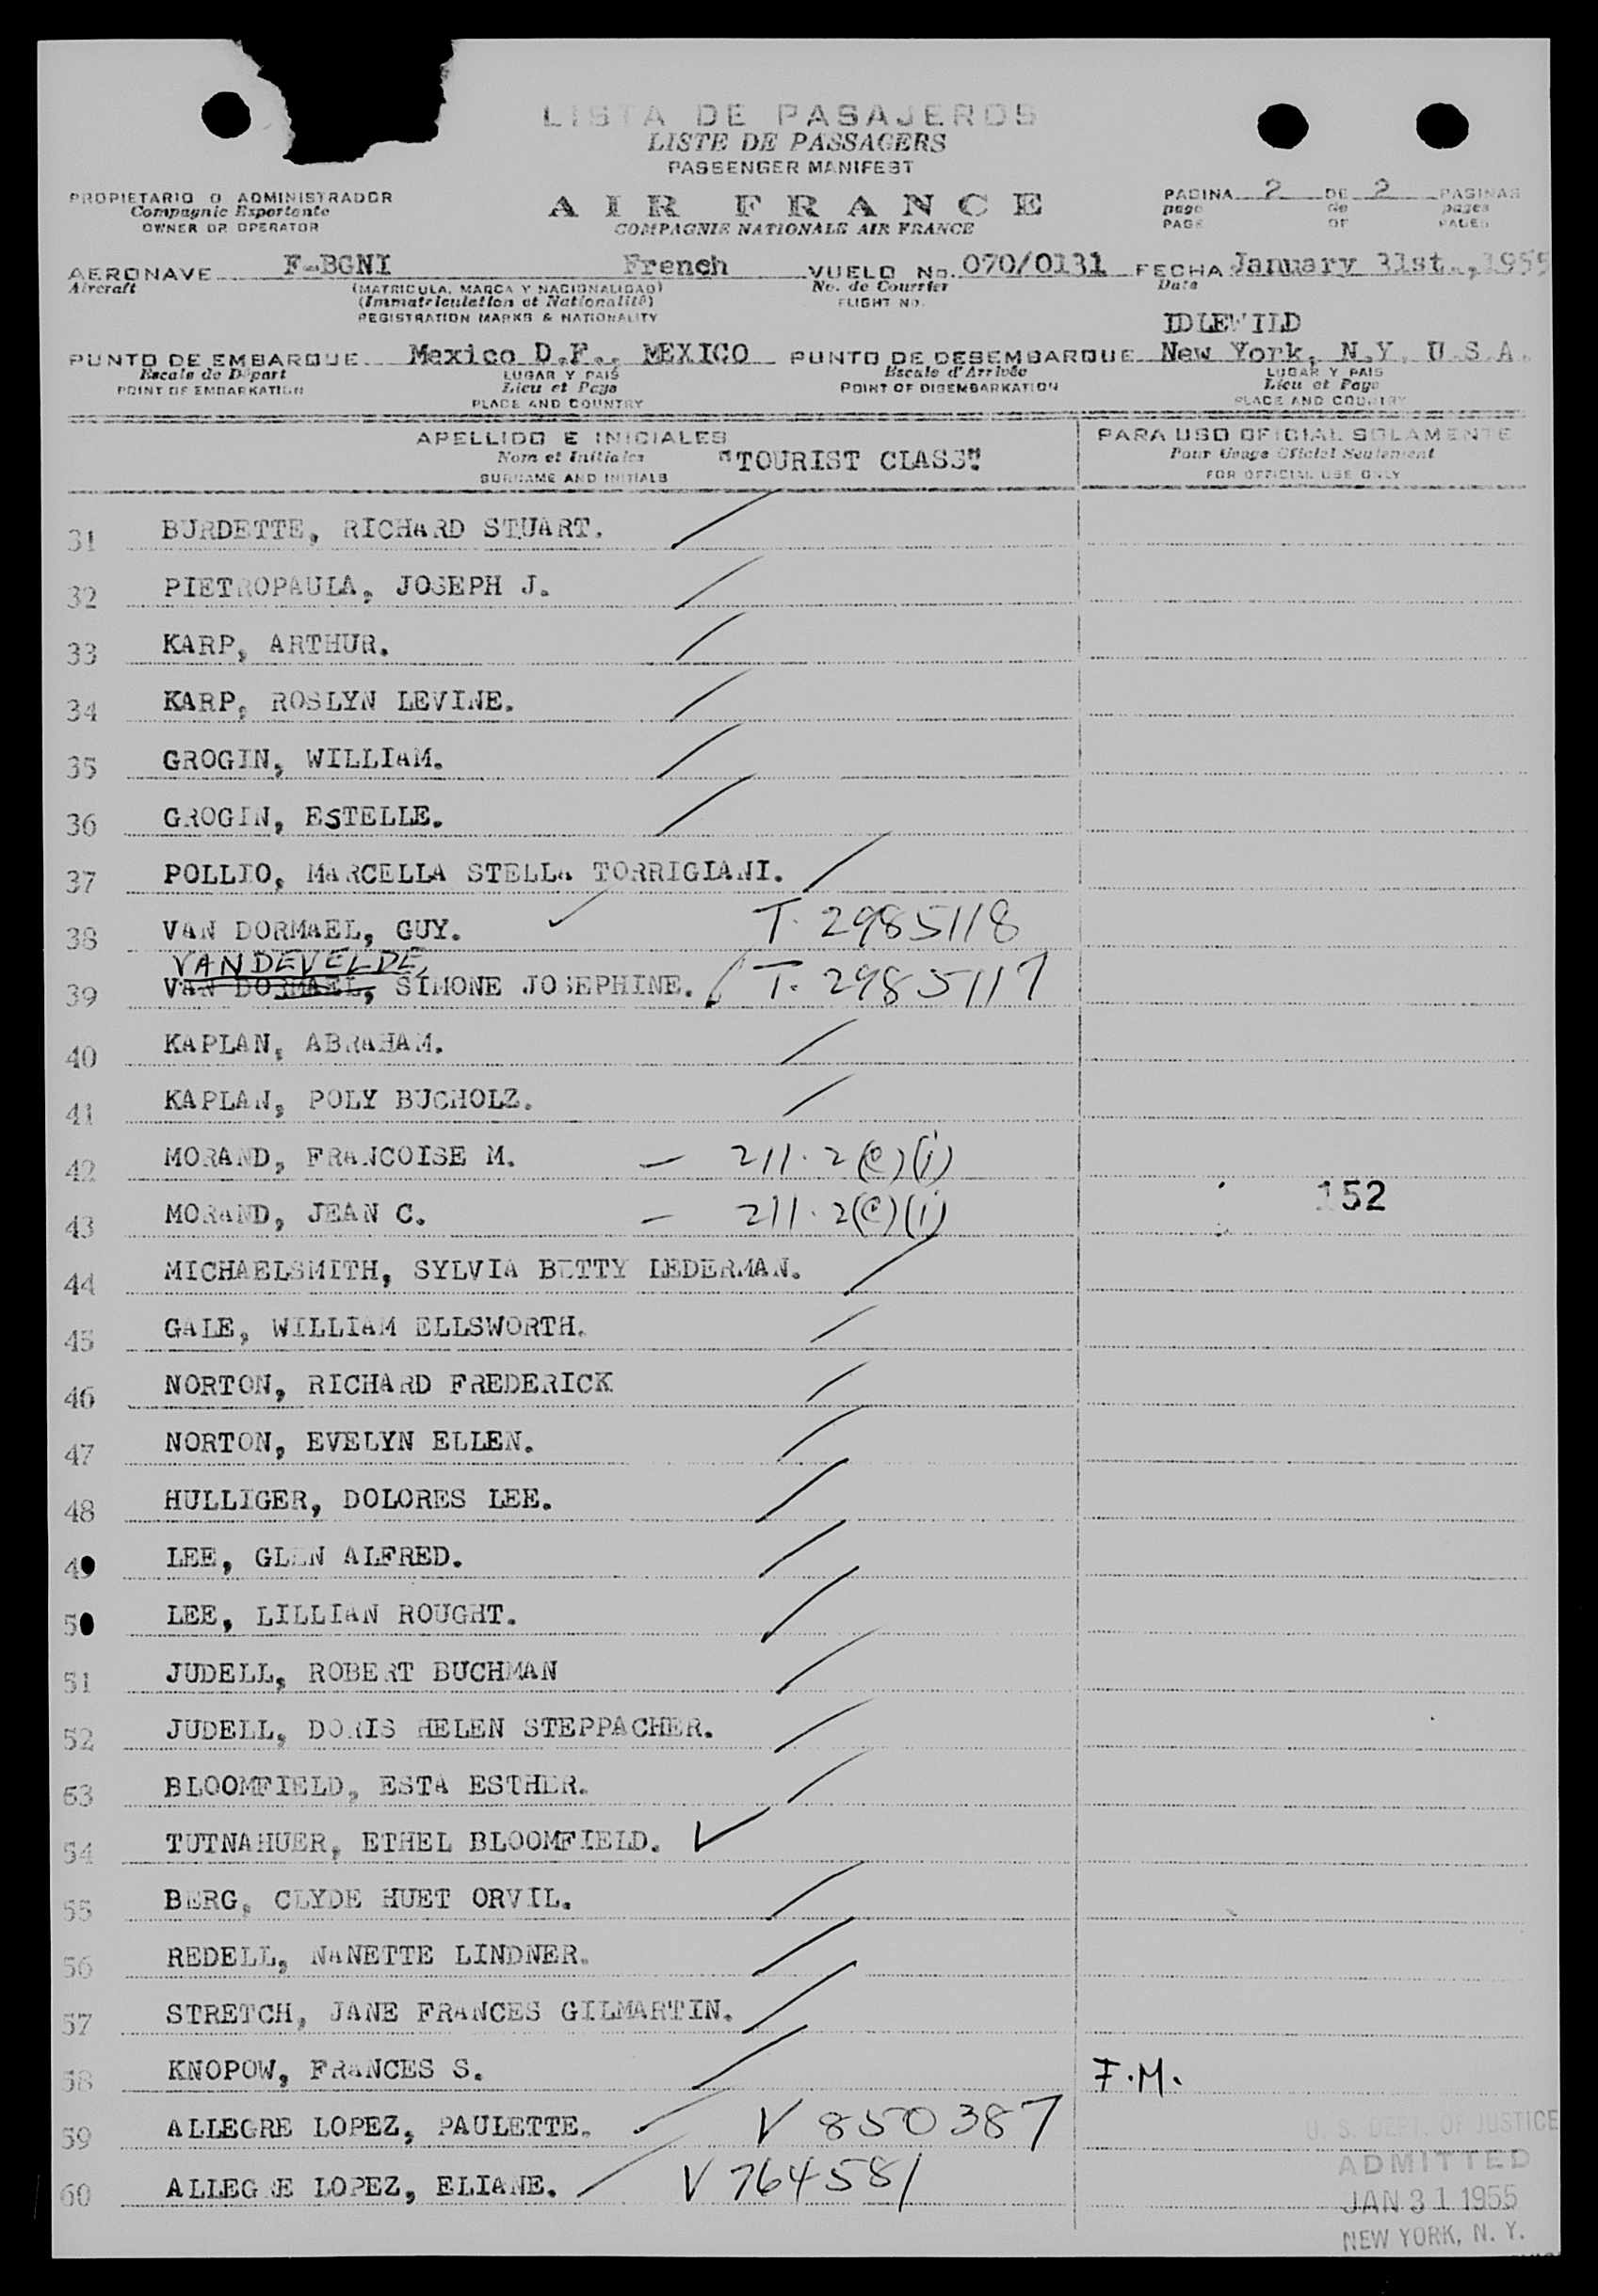 LISTA DE PASAJEROS
LISTE DE PASSAGERS
PASSENGER MANIFEST
PROPIETARIO O ADMINISTRADOR
Compagnie Exportante
OWNER OR OPERATOR
AIR FRANCE
COMPAGNIE NATIONALE AIR FRANCE
PAGINA 2 DE 2 PAGINAS
page de pages
PAGE OF PAGES
AERONAVE F-BGNI French VUELO No. 070/0131 FECHA January 31st.,1955
Aircraft (MATRICULA, MARCA Y NACIONALIDAD) No. de Courrier Date
(Immatriculation et Nationalité) FLIGHT NO.
REGISTRATION MARKS & NATIONALITY
IDLEWILD
PUNTO DE EMBARQUE Mexico D.F., MEXICO PUNTO DE DESEMBARQUE New York, N.Y. U.S.A.
Escale de Départ LUGAR Y PAIS Escale d'Arrivée LUGAR Y PAIS
POINT OF EMBARKATION Lieu et Pays POINT OF DISEMBARKATION Lieu et Pays
PLACE AND COUNTRY PLACE AND COUNTRY
APELLIDO E INICIALES PARA USO OFICIAL SOLAMENTE
Nom et Initiales "TOURIST CLASS" Pour Usage Officiel Seulement
SURNAME AND INITIALS FOR OFFICIAL USE ONLY
31 BURDETTE, RICHARD STUART.
32 PIETROPAULA, JOSEPH J.
33 KARP, ARTHUR.
34 KARP, ROSLYN LEVINE.
35 GROGIN, WILLIAM.
36 GROGIN, ESTELLE.
37 POLLIO, MARCELLA STELLA TORRIGIANI.
38 VAN DORMAEL, GUY. T. 2985118
VANDEVELDE,
39 VAN DORMAEL, SIMONE JOSEPHINE. T. 2985117
40 KAPLAN, ABRAHAM.
41 KAPLAN, POLY BUCHOLZ.
42 MORAND, FRANCOISE M. — 211.2(e)(i)
43 MORAND, JEAN C. — 211.2(e)(i) 152
44 MICHAELSMITH, SYLVIA BETTY LEDERMAN.
45 GALE, WILLIAM ELLSWORTH.
46 NORTON, RICHARD FREDERICK
47 NORTON, EVELYN ELLEN.
48 HULLIGER, DOLORES LEE.
49 LEE, GLEN ALFRED.
50 LEE, LILLIAN ROUGHT.
51 JUDELL, ROBERT BUCHMAN
52 JUDELL, DORIS HELEN STEPPACHER.
53 BLOOMFIELD, ESTA ESTHER.
54 TUTNAHUER, ETHEL BLOOMFIELD.
55 BERG, CLYDE HUET ORVIL.
56 REDELL, NANETTE LINDNER.
57 STRETCH, JANE FRANCES GILMARTIN.
58 KNOPOW, FRANCES S. F.M.
59 ALLEGRE LOPEZ, PAULETTE. V 850387
U. S. DEPT. OF JUSTICE
ADMITTED
60 ALLEGRE LOPEZ, ELIANE. V 764581
JAN 31 1955
NEW YORK, N. Y.